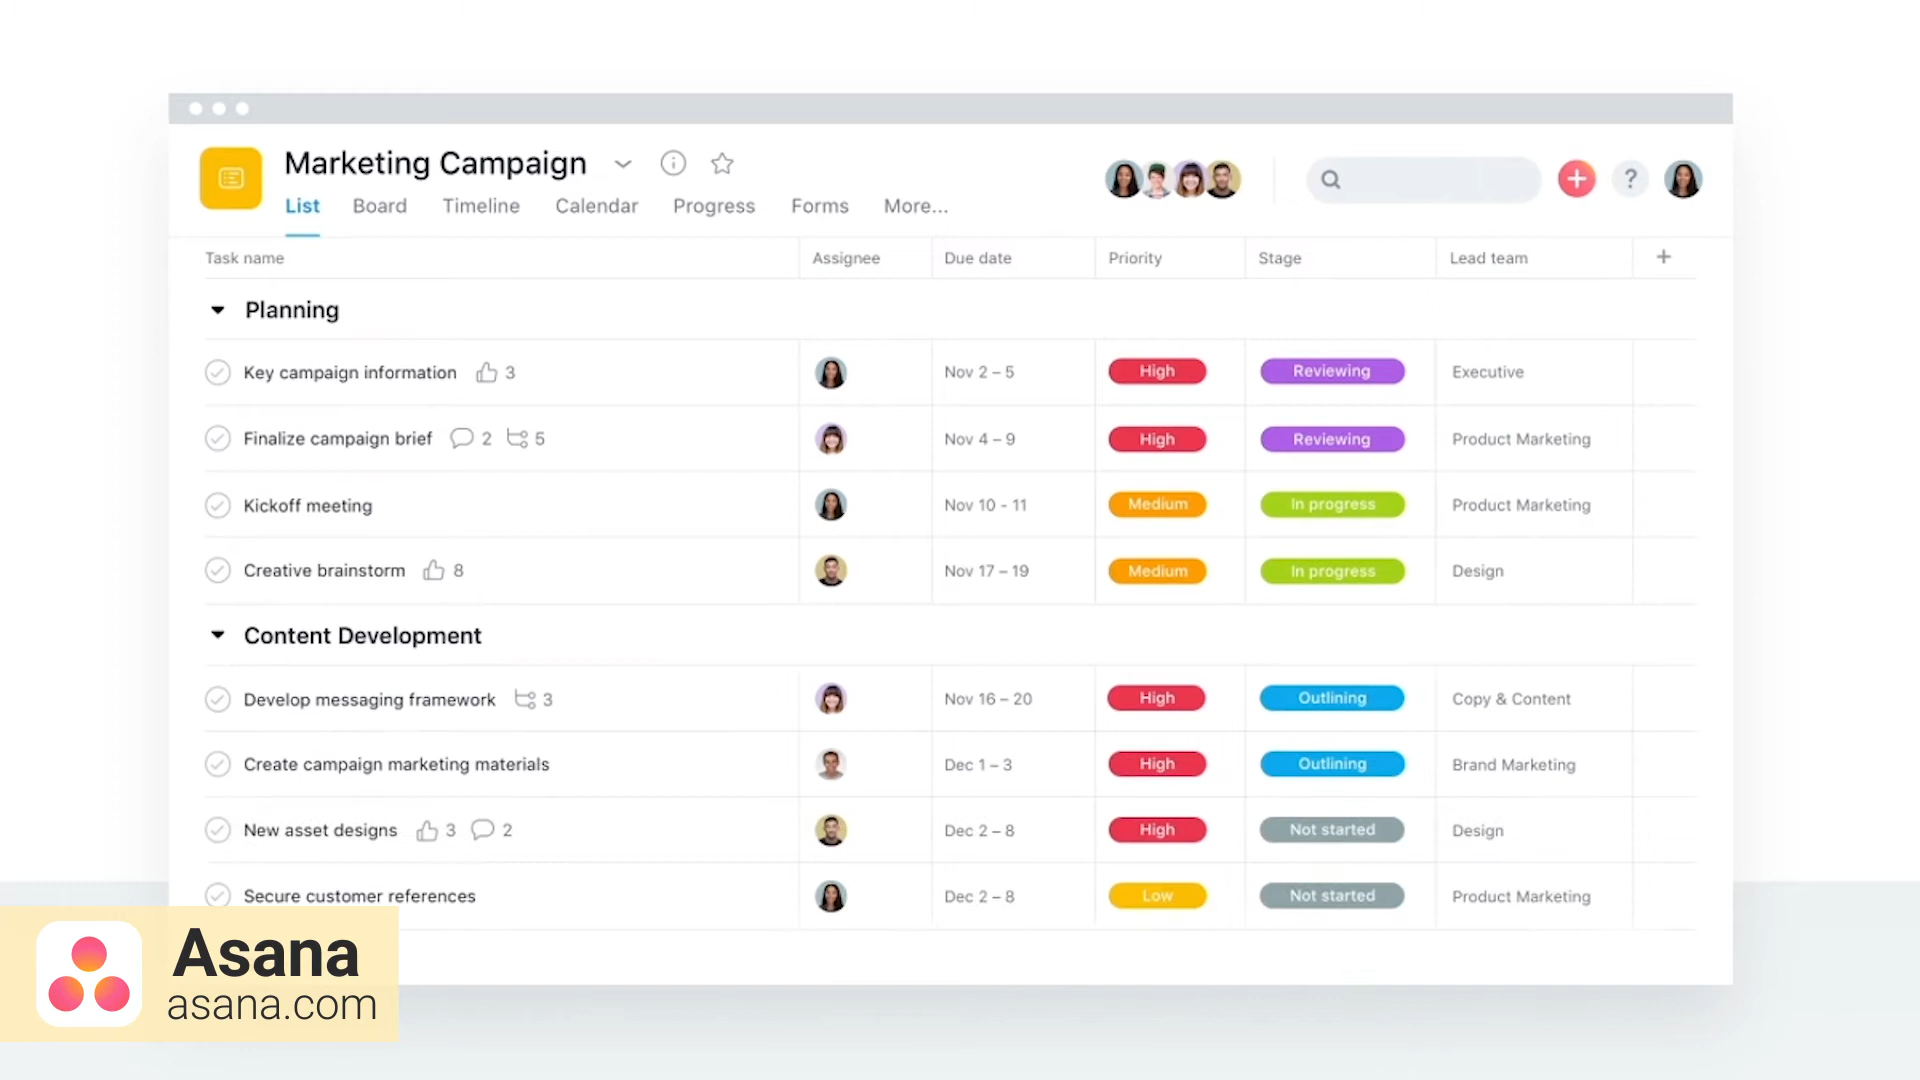 Marketing Campaign
List Board Timeline Calendar Progress Forms More...
?
Task name Assignee Due date Priority Stage Lead team +
Planning
Key campaign information 3 Nov 2 – 5 High Reviewing Executive
Finalize campaign brief 2 5 Nov 4 – 9 High Reviewing Product Marketing
Kickoff meeting Nov 10 - 11 Medium In progress Product Marketing
Creative brainstorm 8 Nov 17 – 19 Medium In progress Design
Content Development
Develop messaging framework 3 Nov 16 – 20 High Outlining Copy & Content
Create campaign marketing materials Dec 1 – 3 High Outlining Brand Marketing
New asset designs 3 2 Dec 2 – 8 High Not started Design
Secure customer references Dec 2 – 8 Low Not started Product Marketing
Asana
asana.com